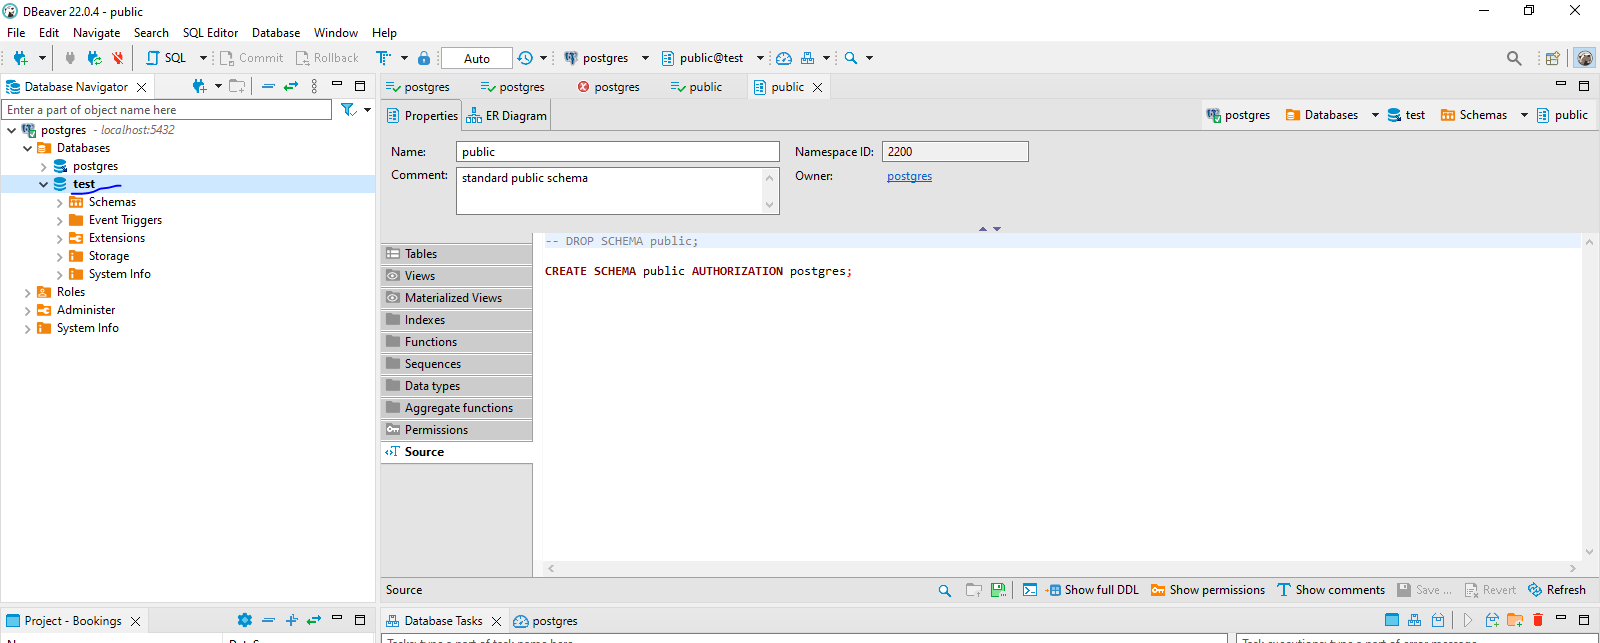 DBeaver 22.0.4 - public
File Edit Navigate Search SQL Editor Database Window Help
SQL Commit Rollback Auto postgres public@test
Database Navigator
postgres postgres postgres public public
Enter a part of object name here
Properties ER Diagram
postgres Databases test Schemas public
postgres - localhost:5432
Databases
postgres
test
Schemas
Event Triggers
Extensions
Storage
System Info
Roles
Administer
System Info
Name: public
Namespace ID: 2200
Comment: standard public schema
Owner: postgres
Tables
Views
Materialized Views
Indexes
Functions
Sequences
Data types
Aggregate functions
Permissions
Source
-- DROP SCHEMA public;
CREATE SCHEMA public AUTHORIZATION postgres;
Source
Show full DDL Show permissions Show comments Save ... Revert Refresh
Project - Bookings
Database Tasks postgres